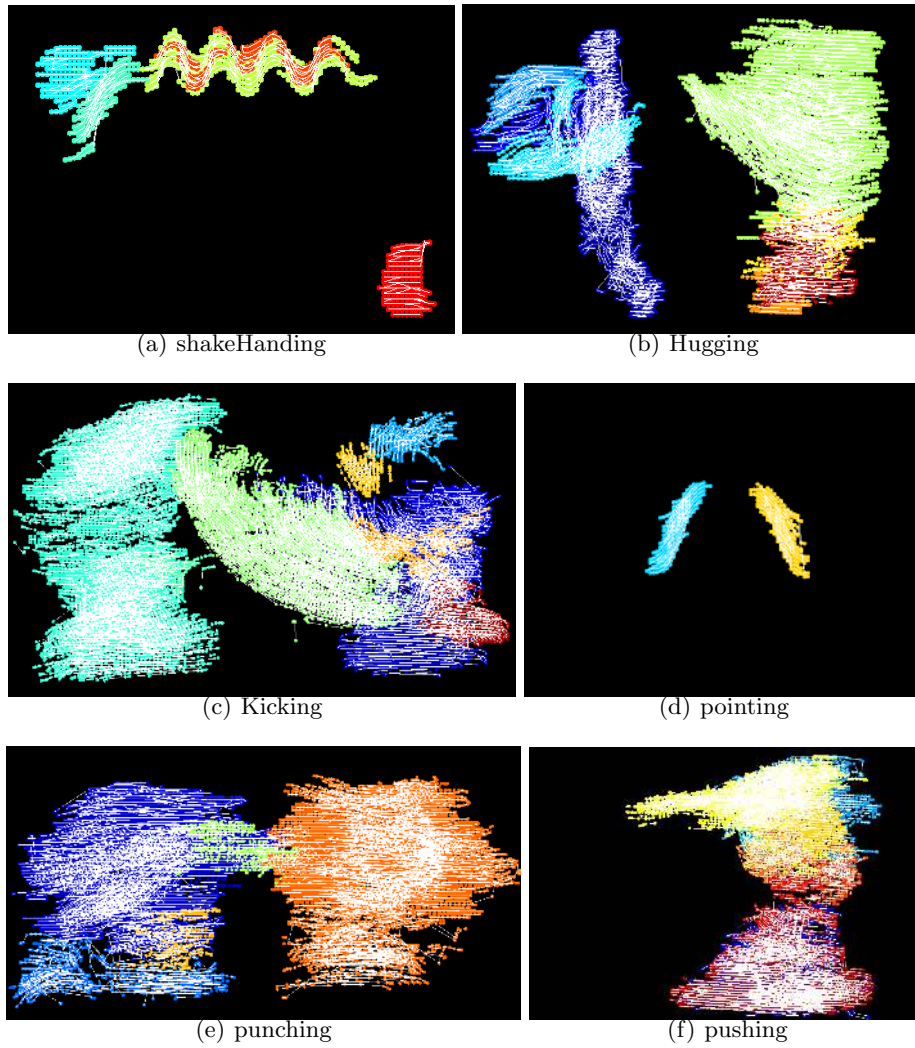 (a) shakeHanding
(b) Hugging
(c) Kicking
(d) pointing
(e) punching
(f) pushing